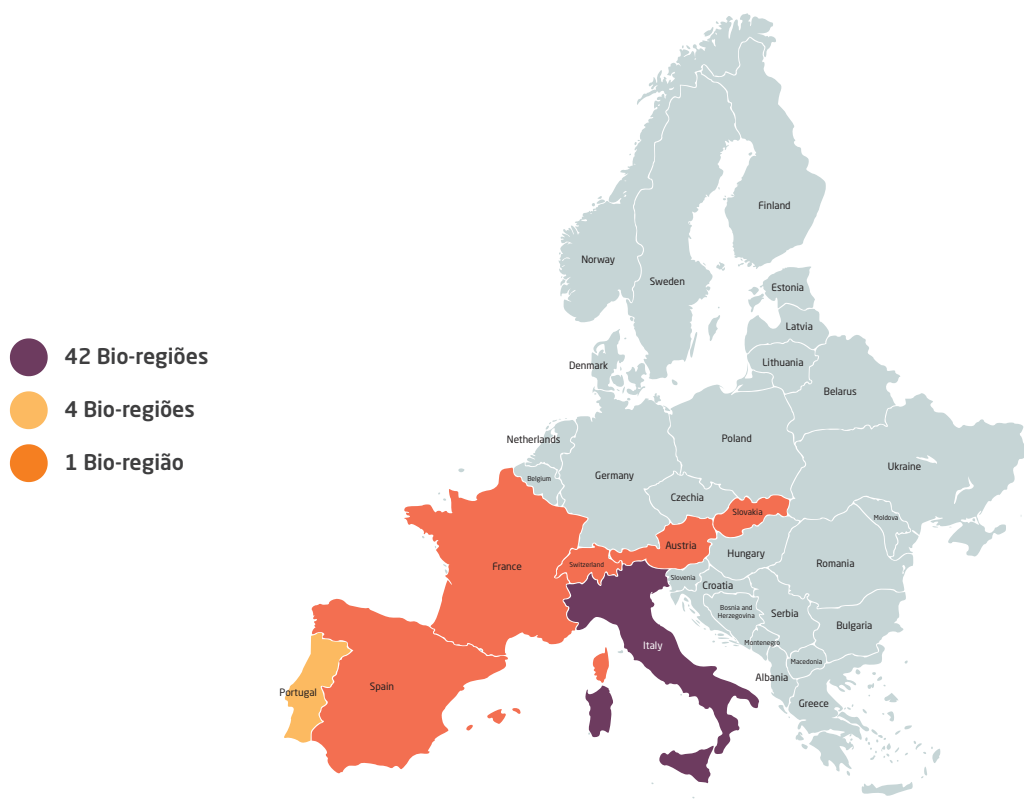 42 Bio-regiões
4 Bio-regiões
1 Bio-região
Finland
Norway
Sweden
Estonia
Latvia
Denmark
Lithuania
Belarus
Netherlands
Poland
Ukraine
Belgium
Germany
Czechia
Slovakia
Moldova
Austria
Hungary
France
Switzerland
Romania
Slovenia
Croatia
Bosnia and
Herzegovina
Serbia
Bulgaria
Italy
Montenegro
Macedonia
Albania
Portugal
Spain
Greece